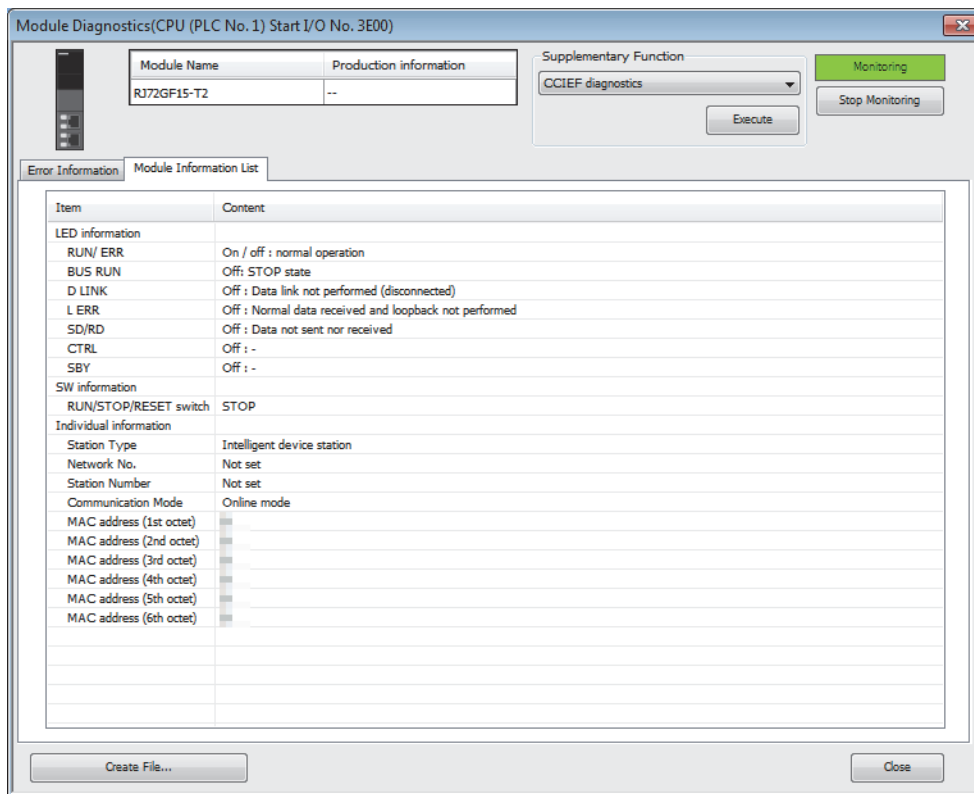 Module Diagnostics(CPU (PLC No. 1) Start I/O No. 3E00)
Module Name Production information
RJ72GF15-T2 --
Supplementary Function
CCIEF diagnostics
Execute
Monitoring
Stop Monitoring
Error Information Module Information List
Item Content
LED information
RUN/ ERR On / off : normal operation
BUS RUN Off: STOP state
D LINK Off : Data link not performed (disconnected)
L ERR Off : Normal data received and loopback not performed
SD/RD Off : Data not sent nor received
CTRL Off : -
SBY Off : -
SW information
RUN/STOP/RESET switch STOP
Individual information
Station Type Intelligent device station
Network No. Not set
Station Number Not set
Communication Mode Online mode
MAC address (1st octet)
MAC address (2nd octet)
MAC address (3rd octet)
MAC address (4th octet)
MAC address (5th octet)
MAC address (6th octet)
Create File... Close